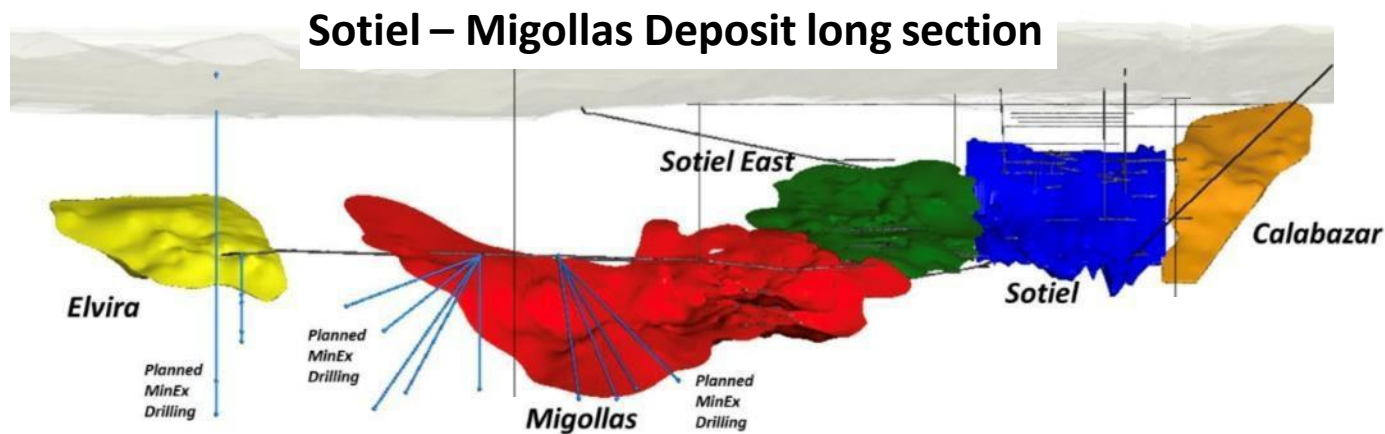 Sotiel – Migollas Deposit long section
Sotiel East
Calabazar
Elvira
Sotiel
Planned
MinEx
Drilling
Planned
MinEx
Drilling
Planned
MinEx
Drilling
Migollas